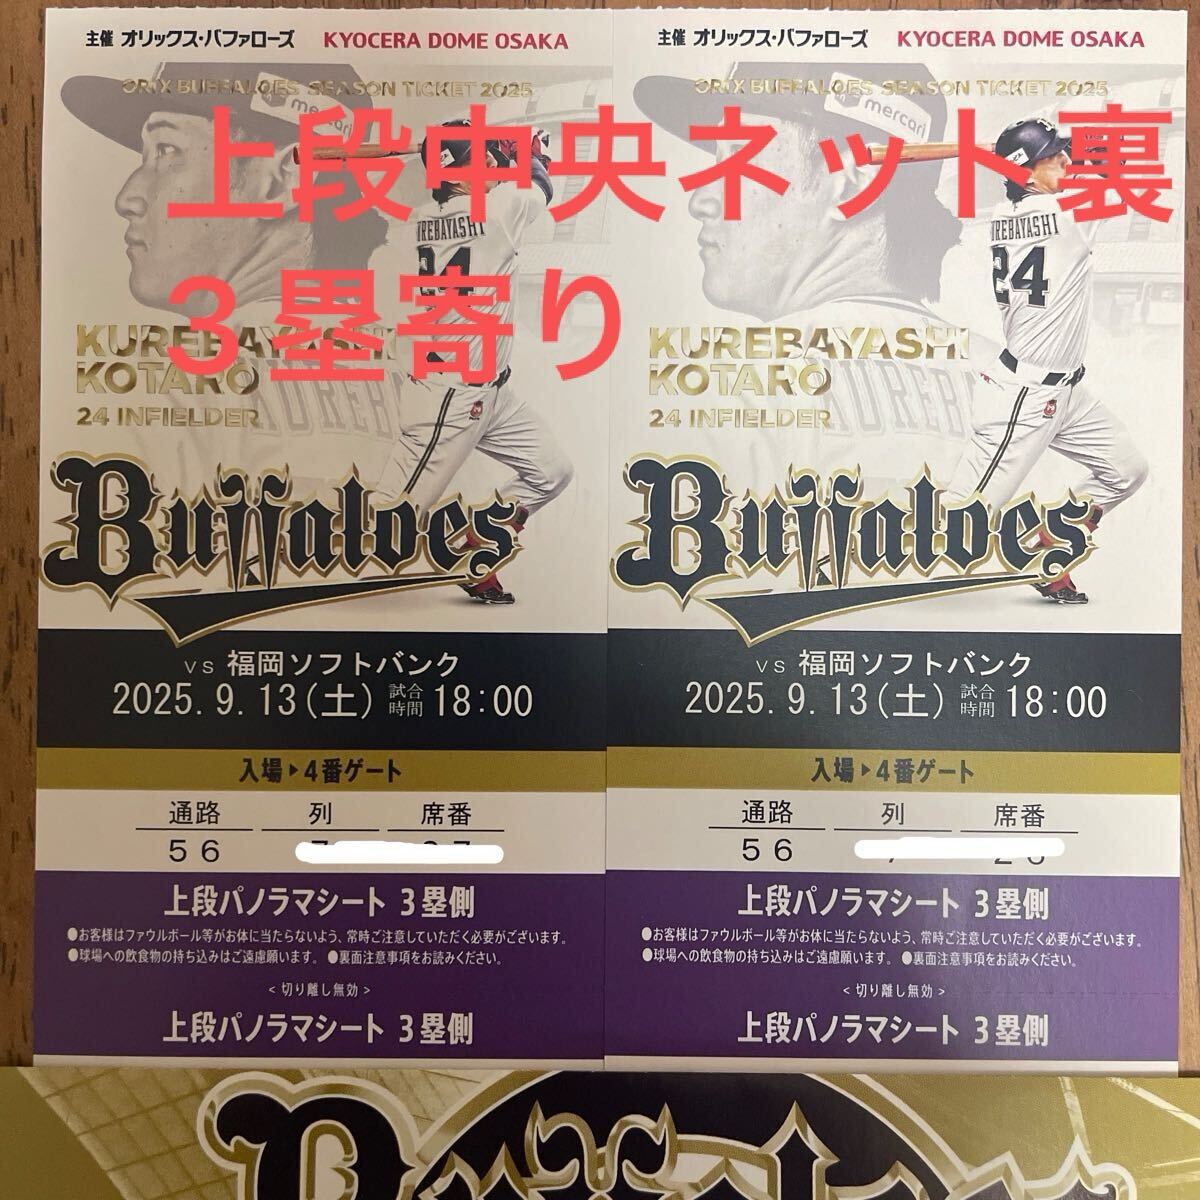 主催 オリックス・バファローズ KYOCERA DOME OSAKA
ORIX BUFFALOES SEASON TICKET 2025
mercari
上段中央ネット裏
３塁寄り
KUREBAYASHI
24
KUREBAYASHI
KOTARO
24 INFIELDER
Buffaloes
vs 福岡ソフトバンク
2025. 9. 13(土) 試合時間 18:00
入場▶4番ゲート
通路 列 席番
56
上段パノラマシート 3塁側
●お客様はファウルボール等がお体に当たらないよう、常時ご注意していただく必要がございます。
●球場への飲食物の持ち込みはご遠慮願います。 ●裏面注意事項をお読みください。
< 切り離し無効 >
上段パノラマシート 3塁側
主催 オリックス・バファローズ KYOCERA DOME OSAKA
ORIX BUFFALOES SEASON TICKET 2025
mercari
REBAYASHI
24
KUREBAYASHI
KOTARO
24 INFIELDER
Buffaloes
vs 福岡ソフトバンク
2025. 9. 13(土) 試合時間 18:00
入場▶4番ゲート
通路 列 席番
56
上段パノラマシート 3塁側
●お客様はファウルボール等がお体に当たらないよう、常時ご注意していただく必要がございます。
●球場への飲食物の持ち込みはご遠慮願います。 ●裏面注意事項をお読みください。
< 切り離し無効 >
上段パノラマシート 3塁側
Buffaloes